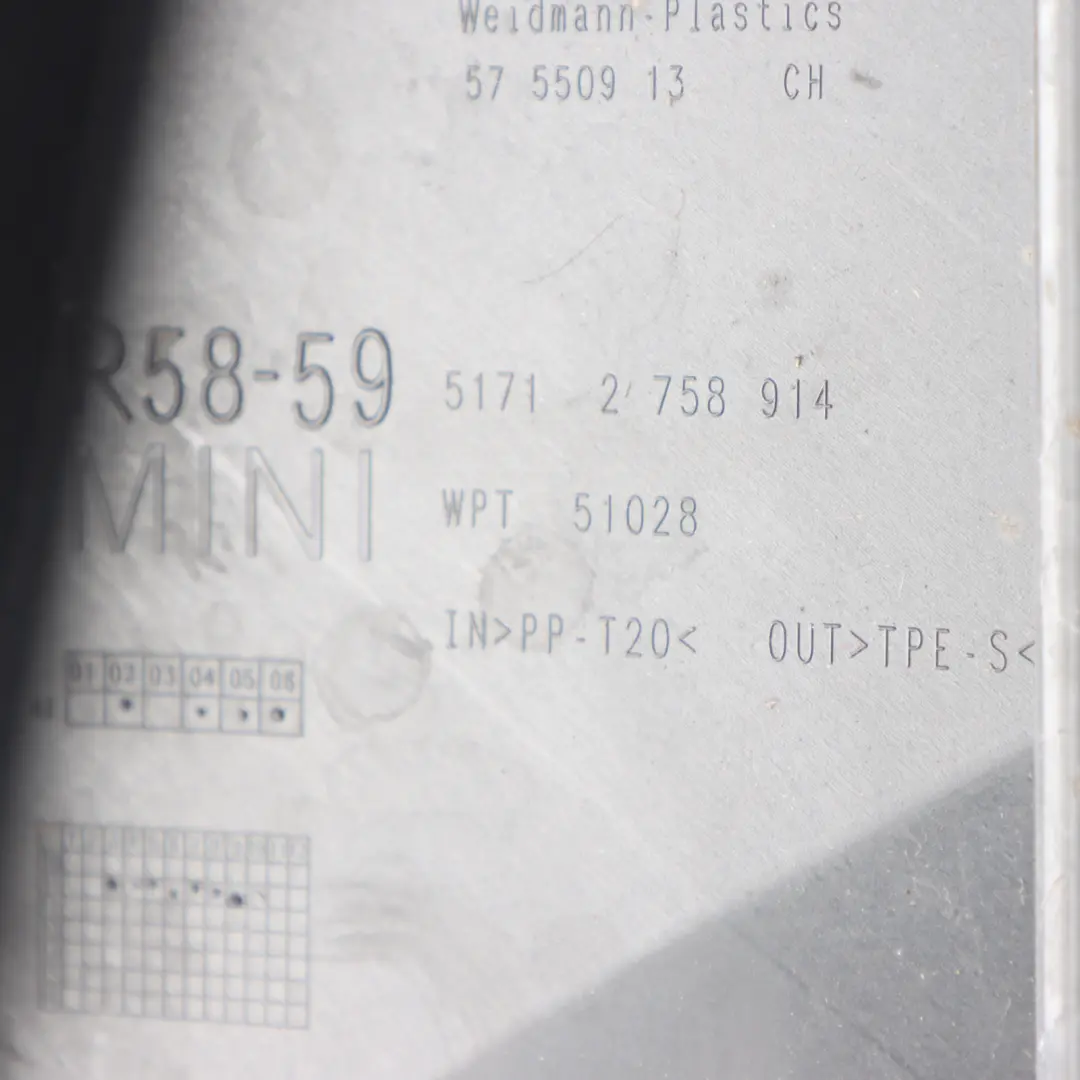 Weidmann-Plastics
57 5509 13 CH
R58-59
5171 2 758 914
MINI
WPT 51028
IN>PP-T20< OUT>TPE-S<
01 02 03 04 05 06